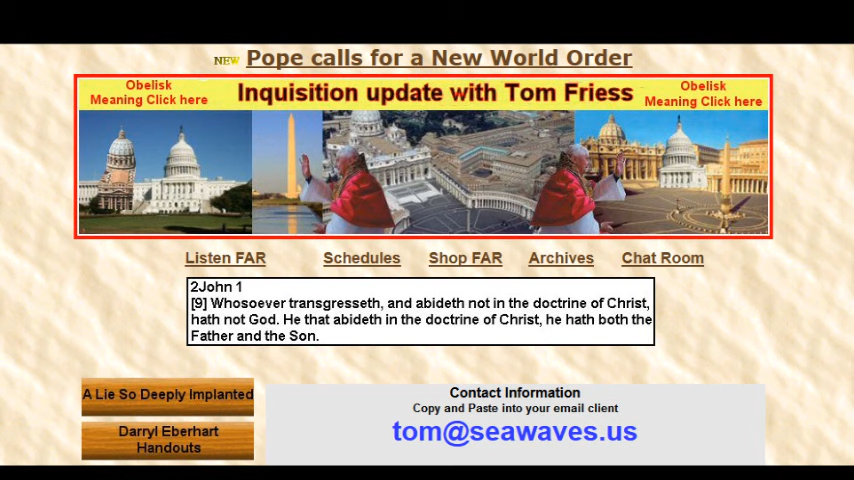 NEW Pope calls for a New World Order
Obelisk
Meaning Click here
Inquisition update with Tom Friess
Obelisk
Meaning Click here
Listen FAR Schedules Shop FAR Archives Chat Room
2John 1
[9] Whosoever transgresseth, and abideth not in the doctrine of Christ,
hath not God. He that abideth in the doctrine of Christ, he hath both the
Father and the Son.
A Lie So Deeply Implanted
Darryl Eberhart
Handouts
Contact Information
Copy and Paste into your email client
tom@seawaves.us